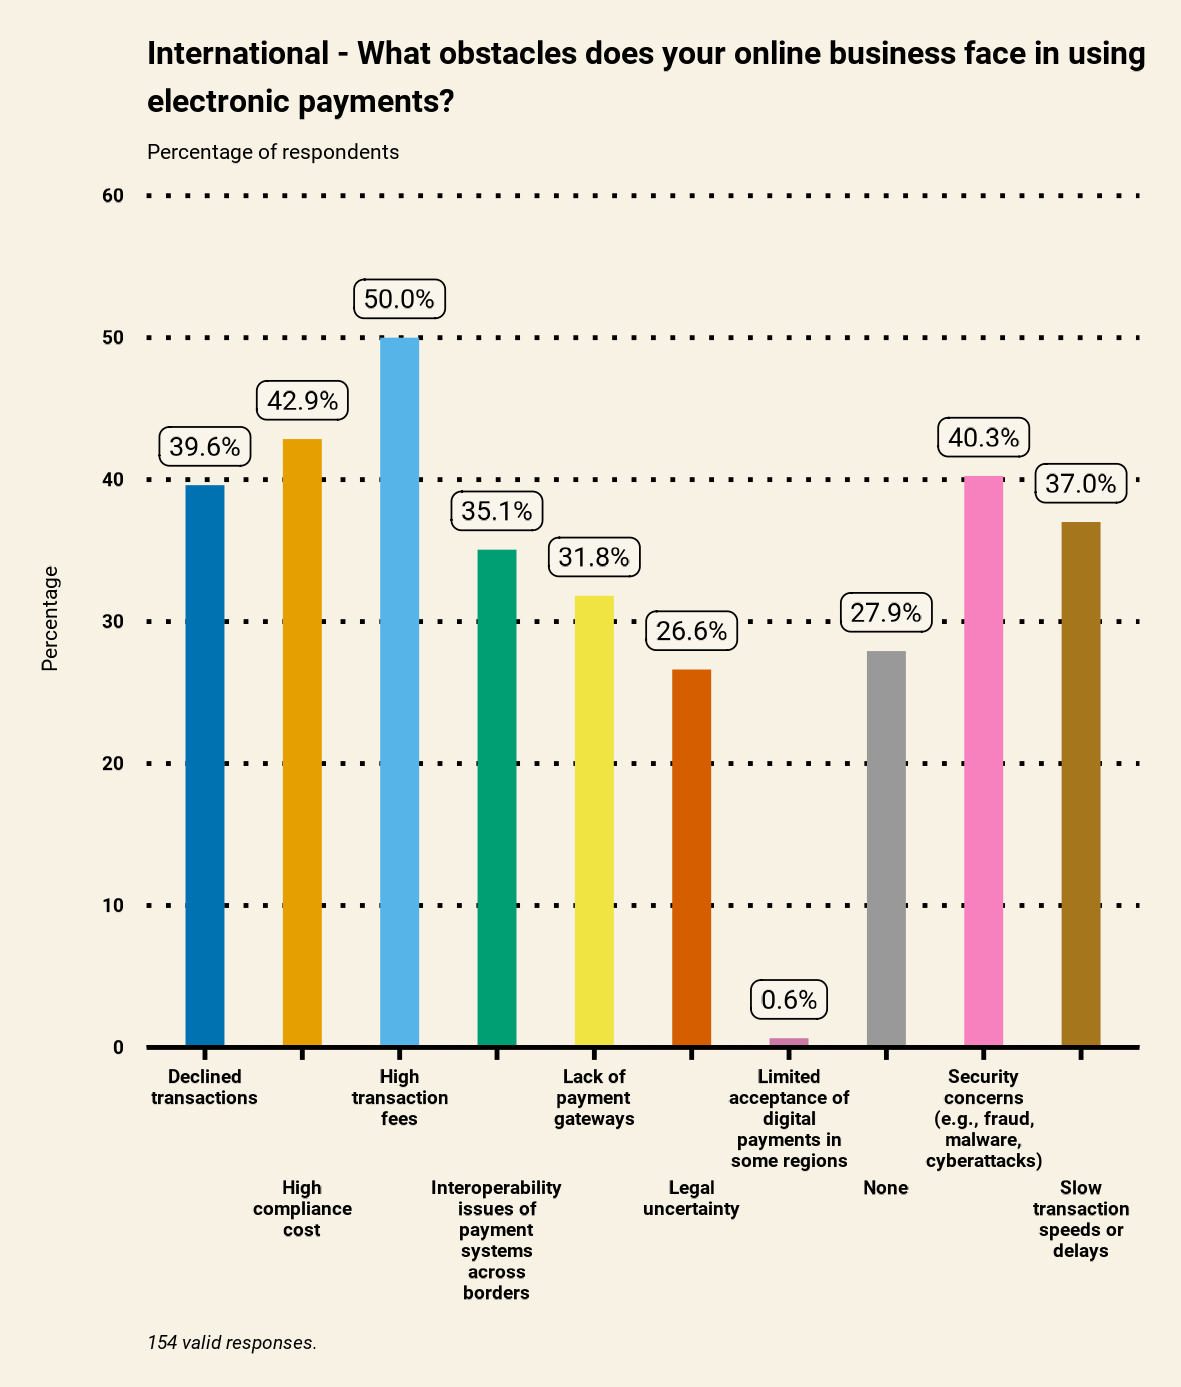 International - What obstacles does your online business face in using
electronic payments?
Percentage of respondents
Percentage
60
50
40
30
20
10
0
39.6%
42.9%
50.0%
35.1%
31.8%
26.6%
0.6%
27.9%
40.3%
37.0%
Declined
transactions
High
compliance
cost
High
transaction
fees
Interoperability
issues of
payment
systems
across
borders
Lack of
payment
gateways
Legal
uncertainty
Limited
acceptance of
digital
payments in
some regions
None
Security
concerns
(e.g., fraud,
malware,
cyberattacks)
Slow
transaction
speeds or
delays
154 valid responses.